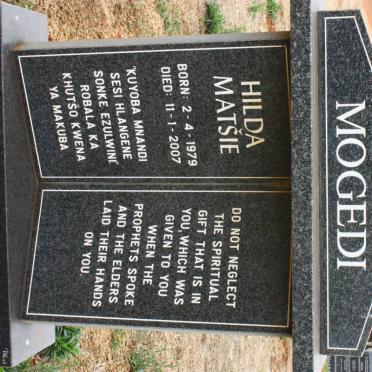 MOGEDI
HILDA
MATŠIE
BORN: 2-4-1979
DIED: 11-1-2007
"KUYOBA MNANDI
SESI HLANGENE
SONKE EZULWINI"
ROBALA KA
KHUTŠO KWENA
YA MAKUBA
DO NOT NEGLECT
THE SPIRITUAL
GIFT THAT IS IN
YOU, WHICH WAS
GIVEN TO YOU
WHEN THE
PROPHETS SPOKE
AND THE ELDERS
LAID THEIR HANDS
ON YOU